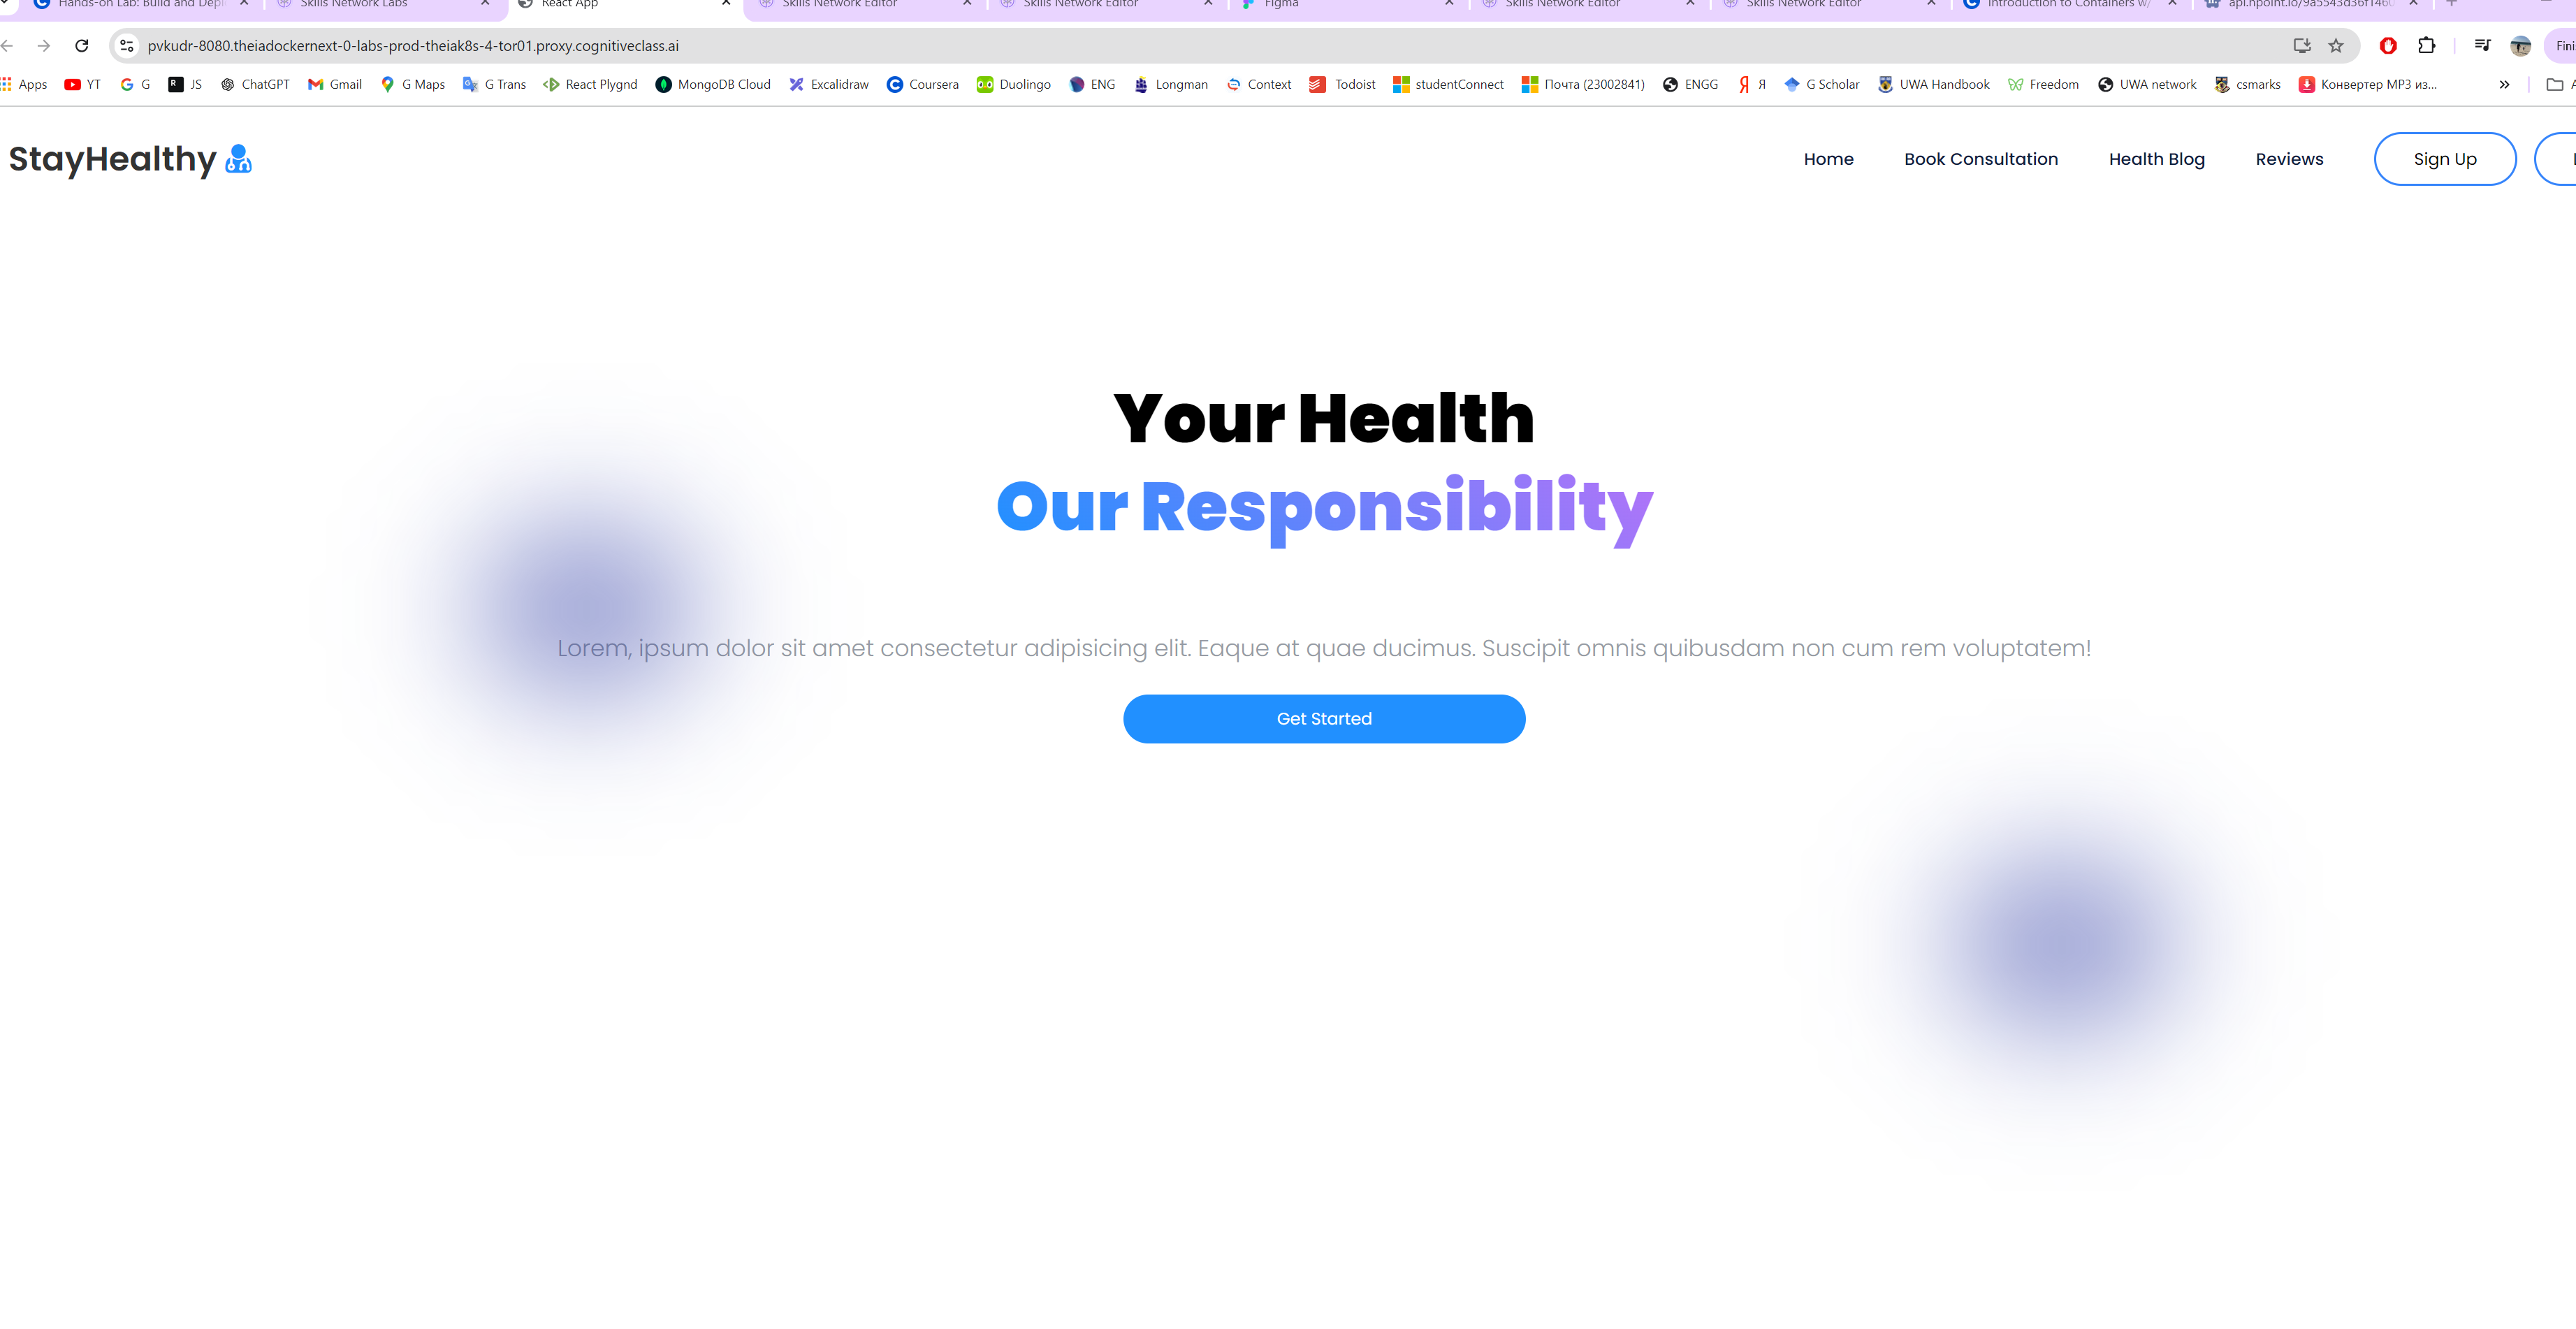 Hands-on Lab: Build and Depl
Skills Network Labs
React App
Skills Network Editor
Skills Network Editor
Figma
Skills Network Editor
Skills Network Editor
Introduction to Containers w/
api.npoint.io/9a5543d36f1460
pvkudr-8080.theiadockernext-0-labs-prod-theiak8s-4-tor01.proxy.cognitiveclass.ai
Apps YT G JS ChatGPT Gmail G Maps G Trans React Plygnd MongoDB Cloud Excalidraw Coursera Duolingo ENG Longman Context Todoist studentConnect Почта (23002841) ENGG Я G Scholar UWA Handbook Freedom UWA network csmarks Конвертер MP3 из...
StayHealthy
Home Book Consultation Health Blog Reviews Sign Up
Your Health
Our Responsibility
Lorem, ipsum dolor sit amet consectetur adipisicing elit. Eaque at quae ducimus. Suscipit omnis quibusdam non cum rem voluptatem!
Get Started